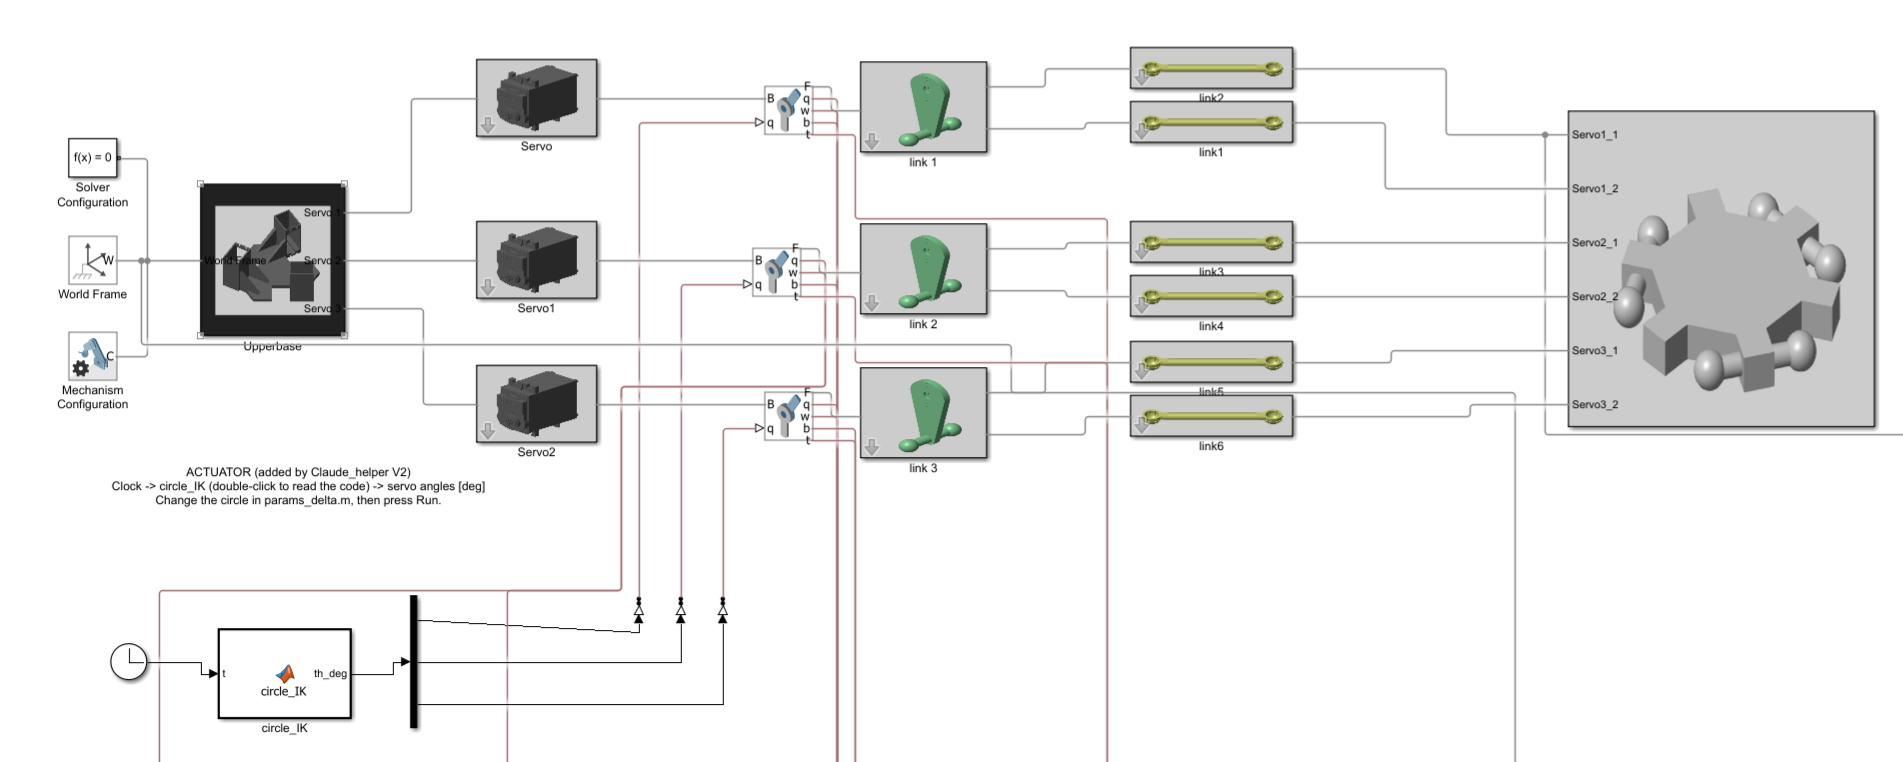 F
B
q
w
q
b
t
link 1
link2
link1
Servo
Servo1_1
Servo1_2
f(x) = 0
Solver
Configuration
Servo 1
World Frame
Servo 2
Servo 3
Upperbase
W
World Frame
C
Mechanism
Configuration
Servo1
F
B
q
w
q
b
t
link 2
link3
link4
Servo2_1
Servo2_2
Servo2
F
B
q
w
q
b
t
link 3
link5
link6
Servo3_1
Servo3_2
ACTUATOR (added by Claude_helper V2)
Clock -> circle_IK (double-click to read the code) -> servo angles [deg]
Change the circle in params_delta.m, then press Run.
t
th_deg
circle_IK
circle_IK